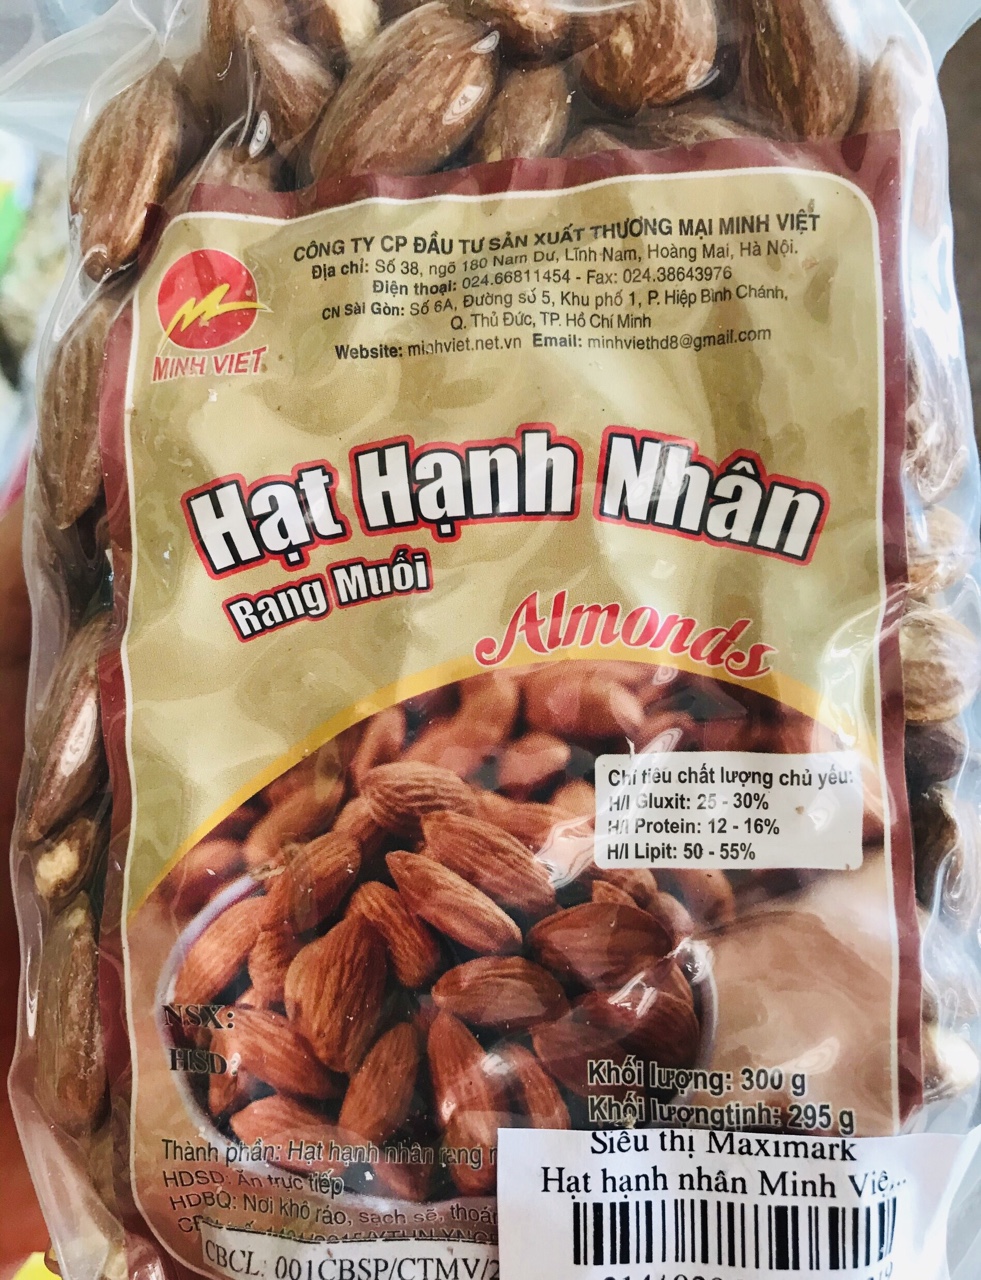 CÔNG TY CP ĐẦU TƯ SẢN XUẤT THƯƠNG MẠI MINH VIỆT
Địa chỉ: Số 38, ngõ 180 Nam Dư, Lĩnh Nam, Hoàng Mai, Hà Nội.
Điện thoại: 024.66811454 - Fax: 024.38643976
CN Sài Gòn: Số 6A, Đường số 5, Khu phố 1, P. Hiệp Bình Chánh,
Q. Thủ Đức, TP. Hồ Chí Minh
Website: minhviet.net.vn Email: minhviethd8@gmail.com
MINH VIET
Hạt Hạnh Nhân
Rang Muối
Almonds
Chỉ tiêu chất lượng chủ yếu:
H/l Gluxit: 25 - 30%
H/l Protein: 12 - 16%
H/l Lipit: 50 - 55%
NSX:
HSD:
Khối lượng: 300 g
Khối lượngtịnh: 295 g
Thành phần: Hạt hạnh nhân rang
HDSD: Ăn trực tiếp
HDBQ: Nơi khô ráo, sạch sẽ, thoá
CBCL: 001CBSP/CTMV/2
Siêu thị Maximark
Hạt hạnh nhân Minh Việ...